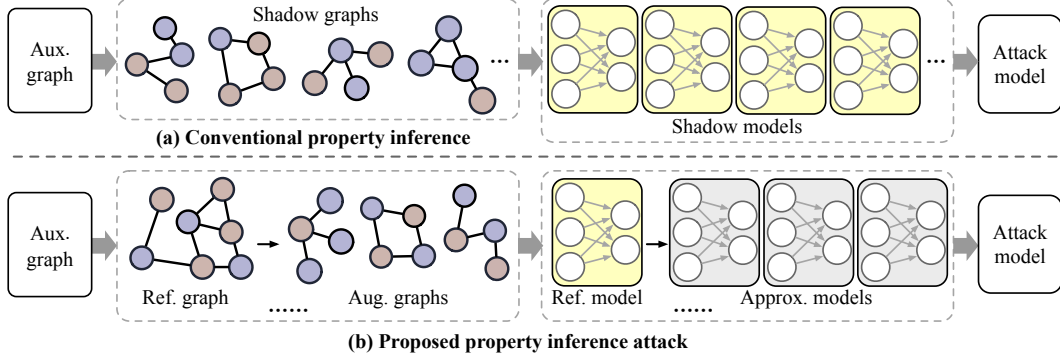 Shadow graphs
Aux.
graph
...
...
Attack
model
Shadow models
(a) Conventional property inference
Aux.
graph
Attack
model
Ref. graph
Aug. graphs
Ref. model
Approx. models
......
......
(b) Proposed property inference attack